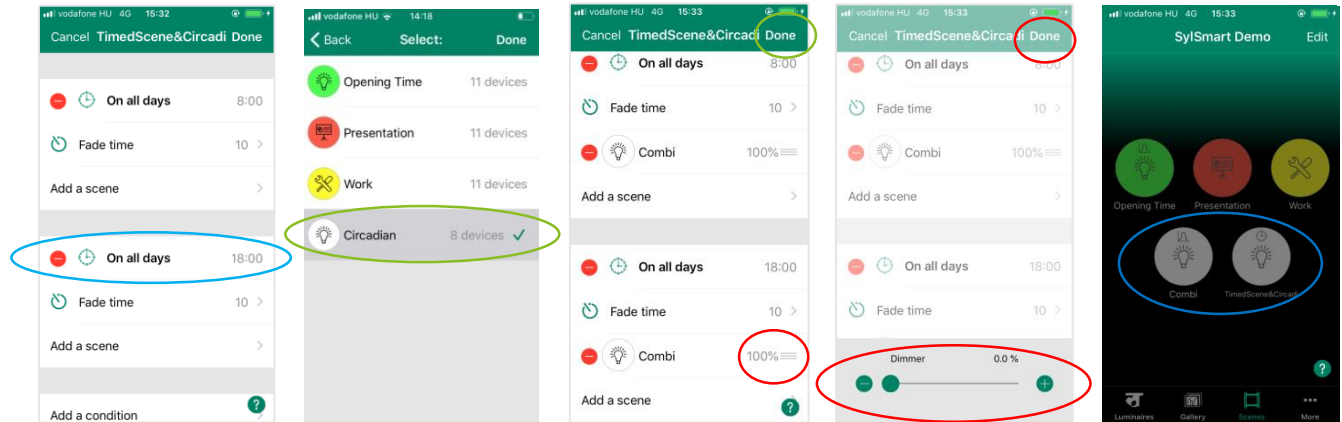 vodafone HU 4G 15:32
Cancel TimedScene&Circadi Done
On all days 8:00
Fade time 10
Add a scene
On all days 18:00
Fade time 10
Add a scene
Add a condition
?
vodafone HU 14:18
Back Select: Done
Opening Time 11 devices
Presentation 11 devices
Work 11 devices
Circadian 8 devices
vodafone HU 4G 15:33
Cancel TimedScene&Circadi Done
On all days 8:00
Fade time 10
Combi 100%
Add a scene
On all days 18:00
Fade time 10
Combi 100%
Add a scene
?
vodafone HU 4G 15:33
Cancel TimedScene&Circadi Done
On all days 8:00
Fade time 10
Combi 100%
Add a scene
On all days 18:00
Fade time 10
Dimmer 0.0 %
vodafone HU 4G 15:33
SylSmart Demo Edit
Opening Time Presentation Work
Combi TimedScene&Circadi
?
Luminaires Gallery Scenes More